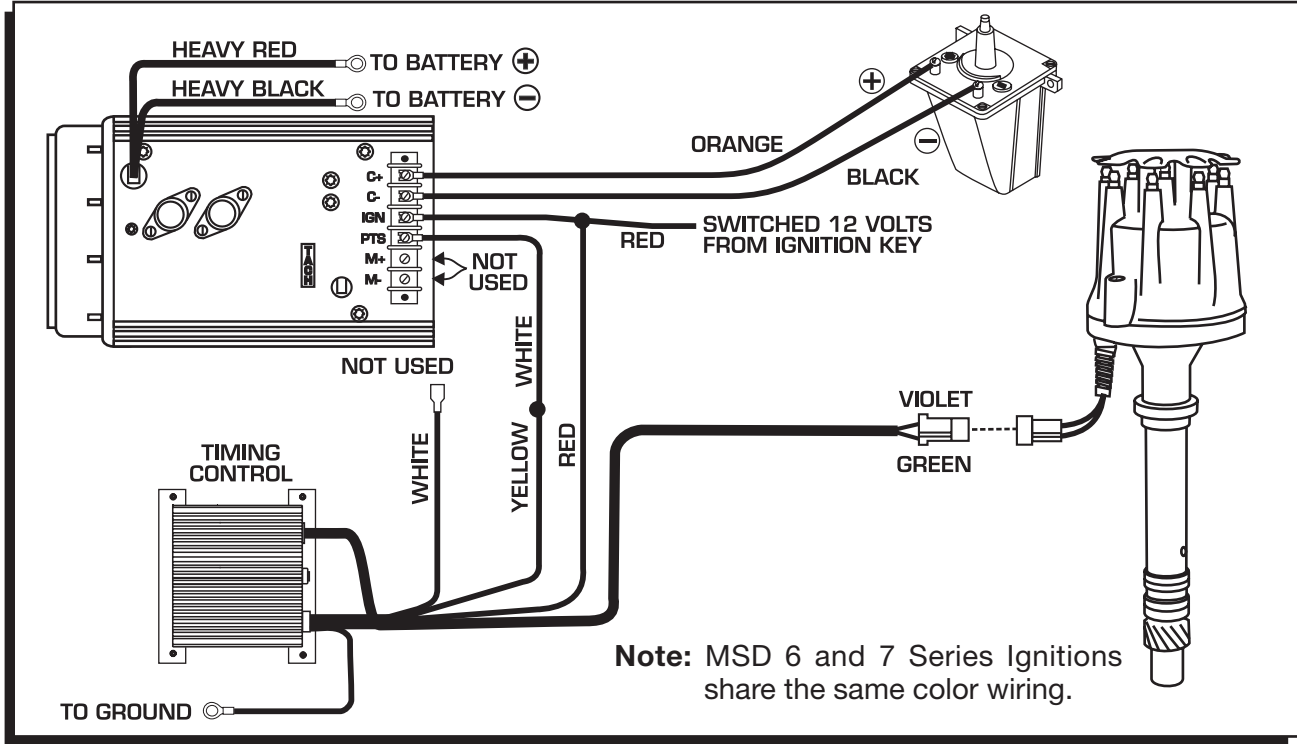 HEAVY RED
TO BATTERY +
HEAVY BLACK
TO BATTERY −
+
ORANGE
−
BLACK
C+
C-
IGN
PTS
M+
M-
TACH
NOT
USED
RED
SWITCHED 12 VOLTS
FROM IGNITION KEY
NOT USED
WHITE
WHITE
YELLOW
RED
VIOLET
GREEN
TIMING
CONTROL
TO GROUND
Note: MSD 6 and 7 Series Ignitions
share the same color wiring.